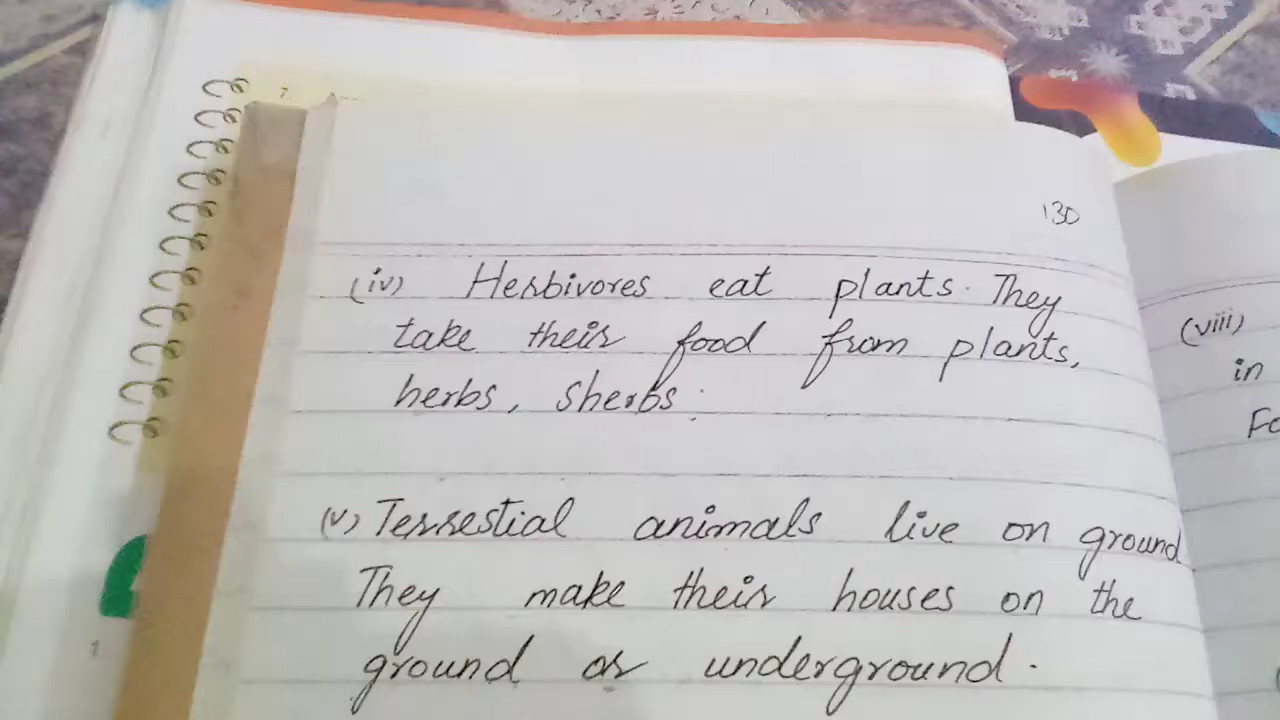 130
(iv) Herbivores eat plants. They
take their food from plants,
herbs, sherbs.
(v) Terrestial animals live on ground
They make their houses on the
ground or underground.
(viii)
in